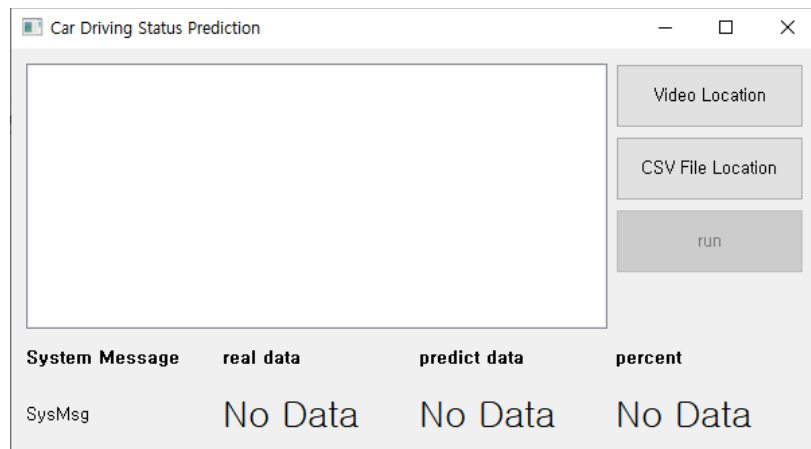 Car Driving Status Prediction
Video Location
CSV File Location
run
System Message real data predict data percent
SysMsg No Data No Data No Data